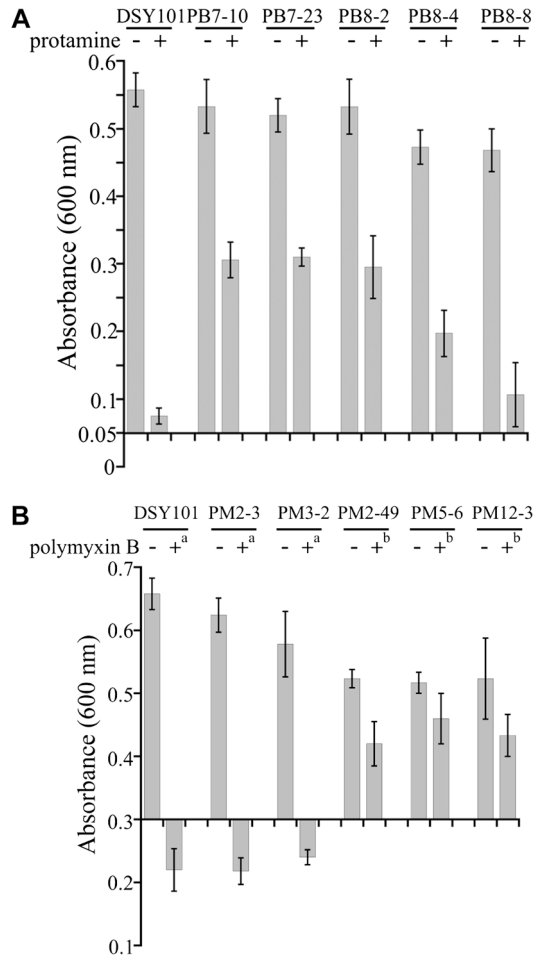 A
DSY101 PB7-10 PB7-23 PB8-2 PB8-4 PB8-8
protamine - + - + - + - + - + - +
0.6
0.5
0.4
0.3
0.2
0.1
0.05
0
Absorbance (600 nm)
B
DSY101 PM2-3 PM3-2 PM2-49 PM5-6 PM12-3
polymyxin B - +a - +a - +a - +b - +b - +b
0.7
0.6
0.5
0.4
0.3
0.2
0.1
Absorbance (600 nm)